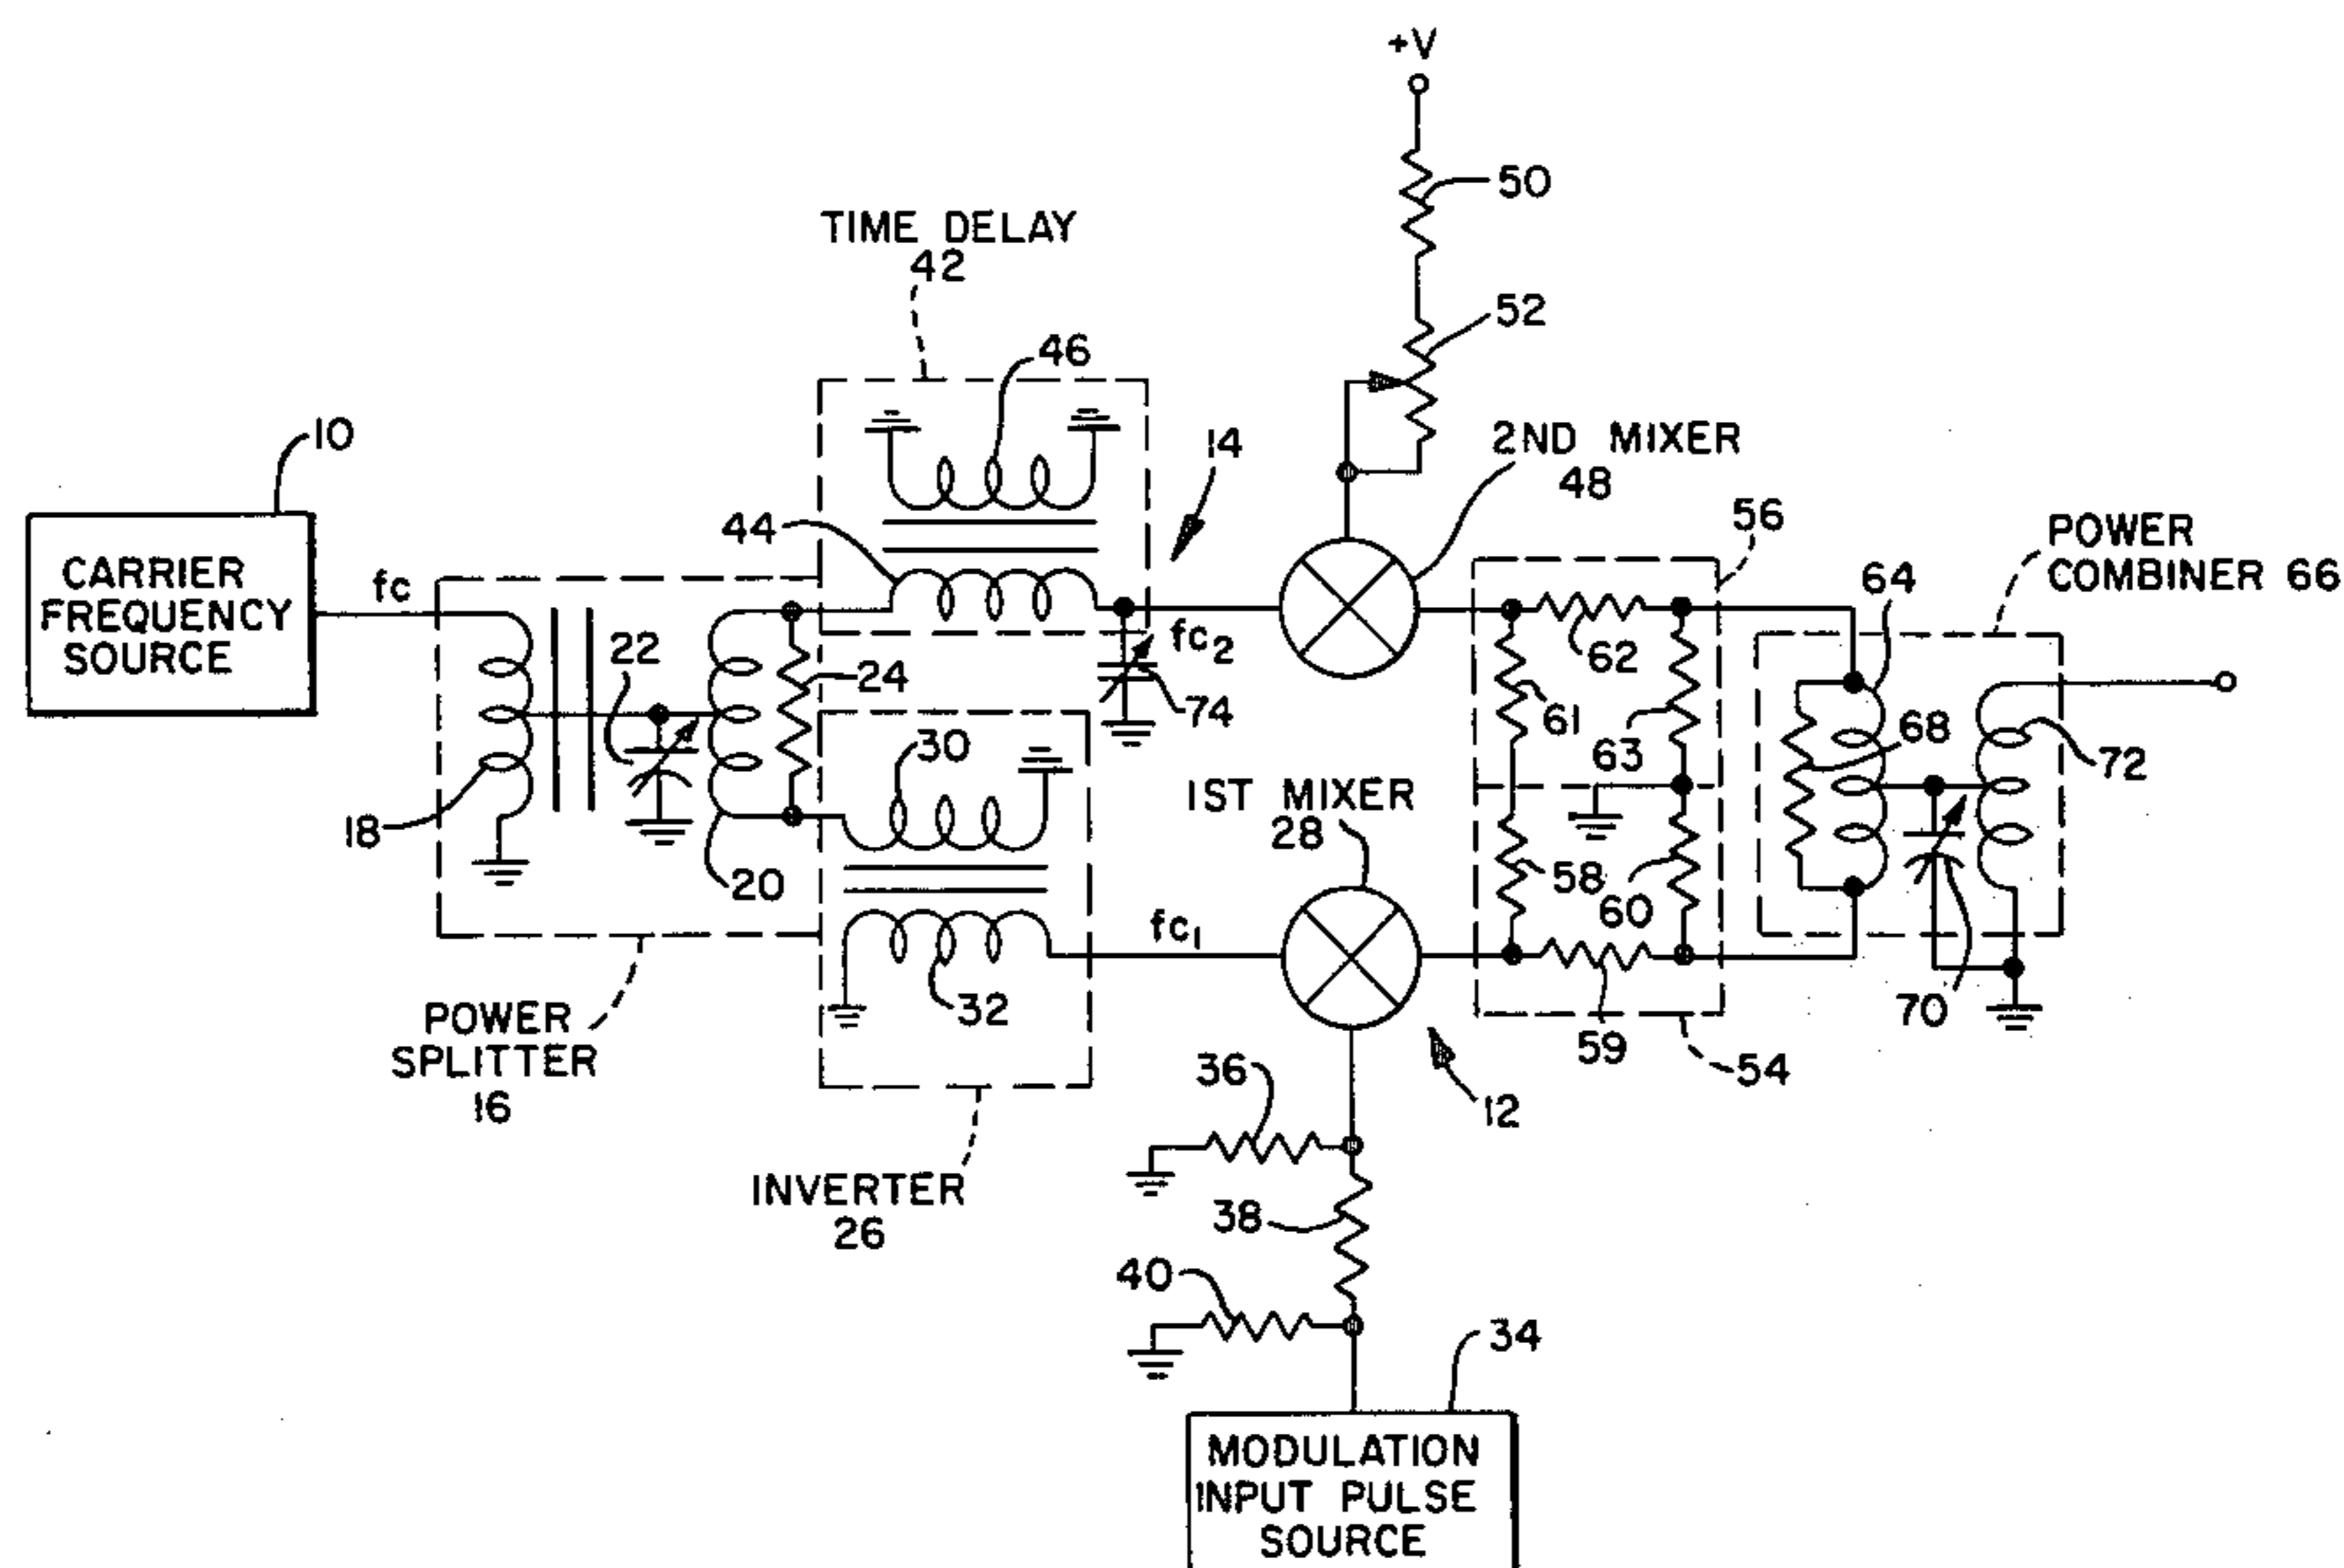 +V
50
TIME DELAY
42
52
46
10
14
2ND MIXER
48
44
56
POWER
COMBINER 66
64
CARRIER
FREQUENCY
SOURCE
fc
22
24
fc2
62
74
61
63
68
72
30
1ST MIXER
28
18
20
58
60
fc1
32
70
59
54
POWER
SPLITTER
16
36
12
INVERTER
26
38
40
34
MODULATION
INPUT PULSE
SOURCE